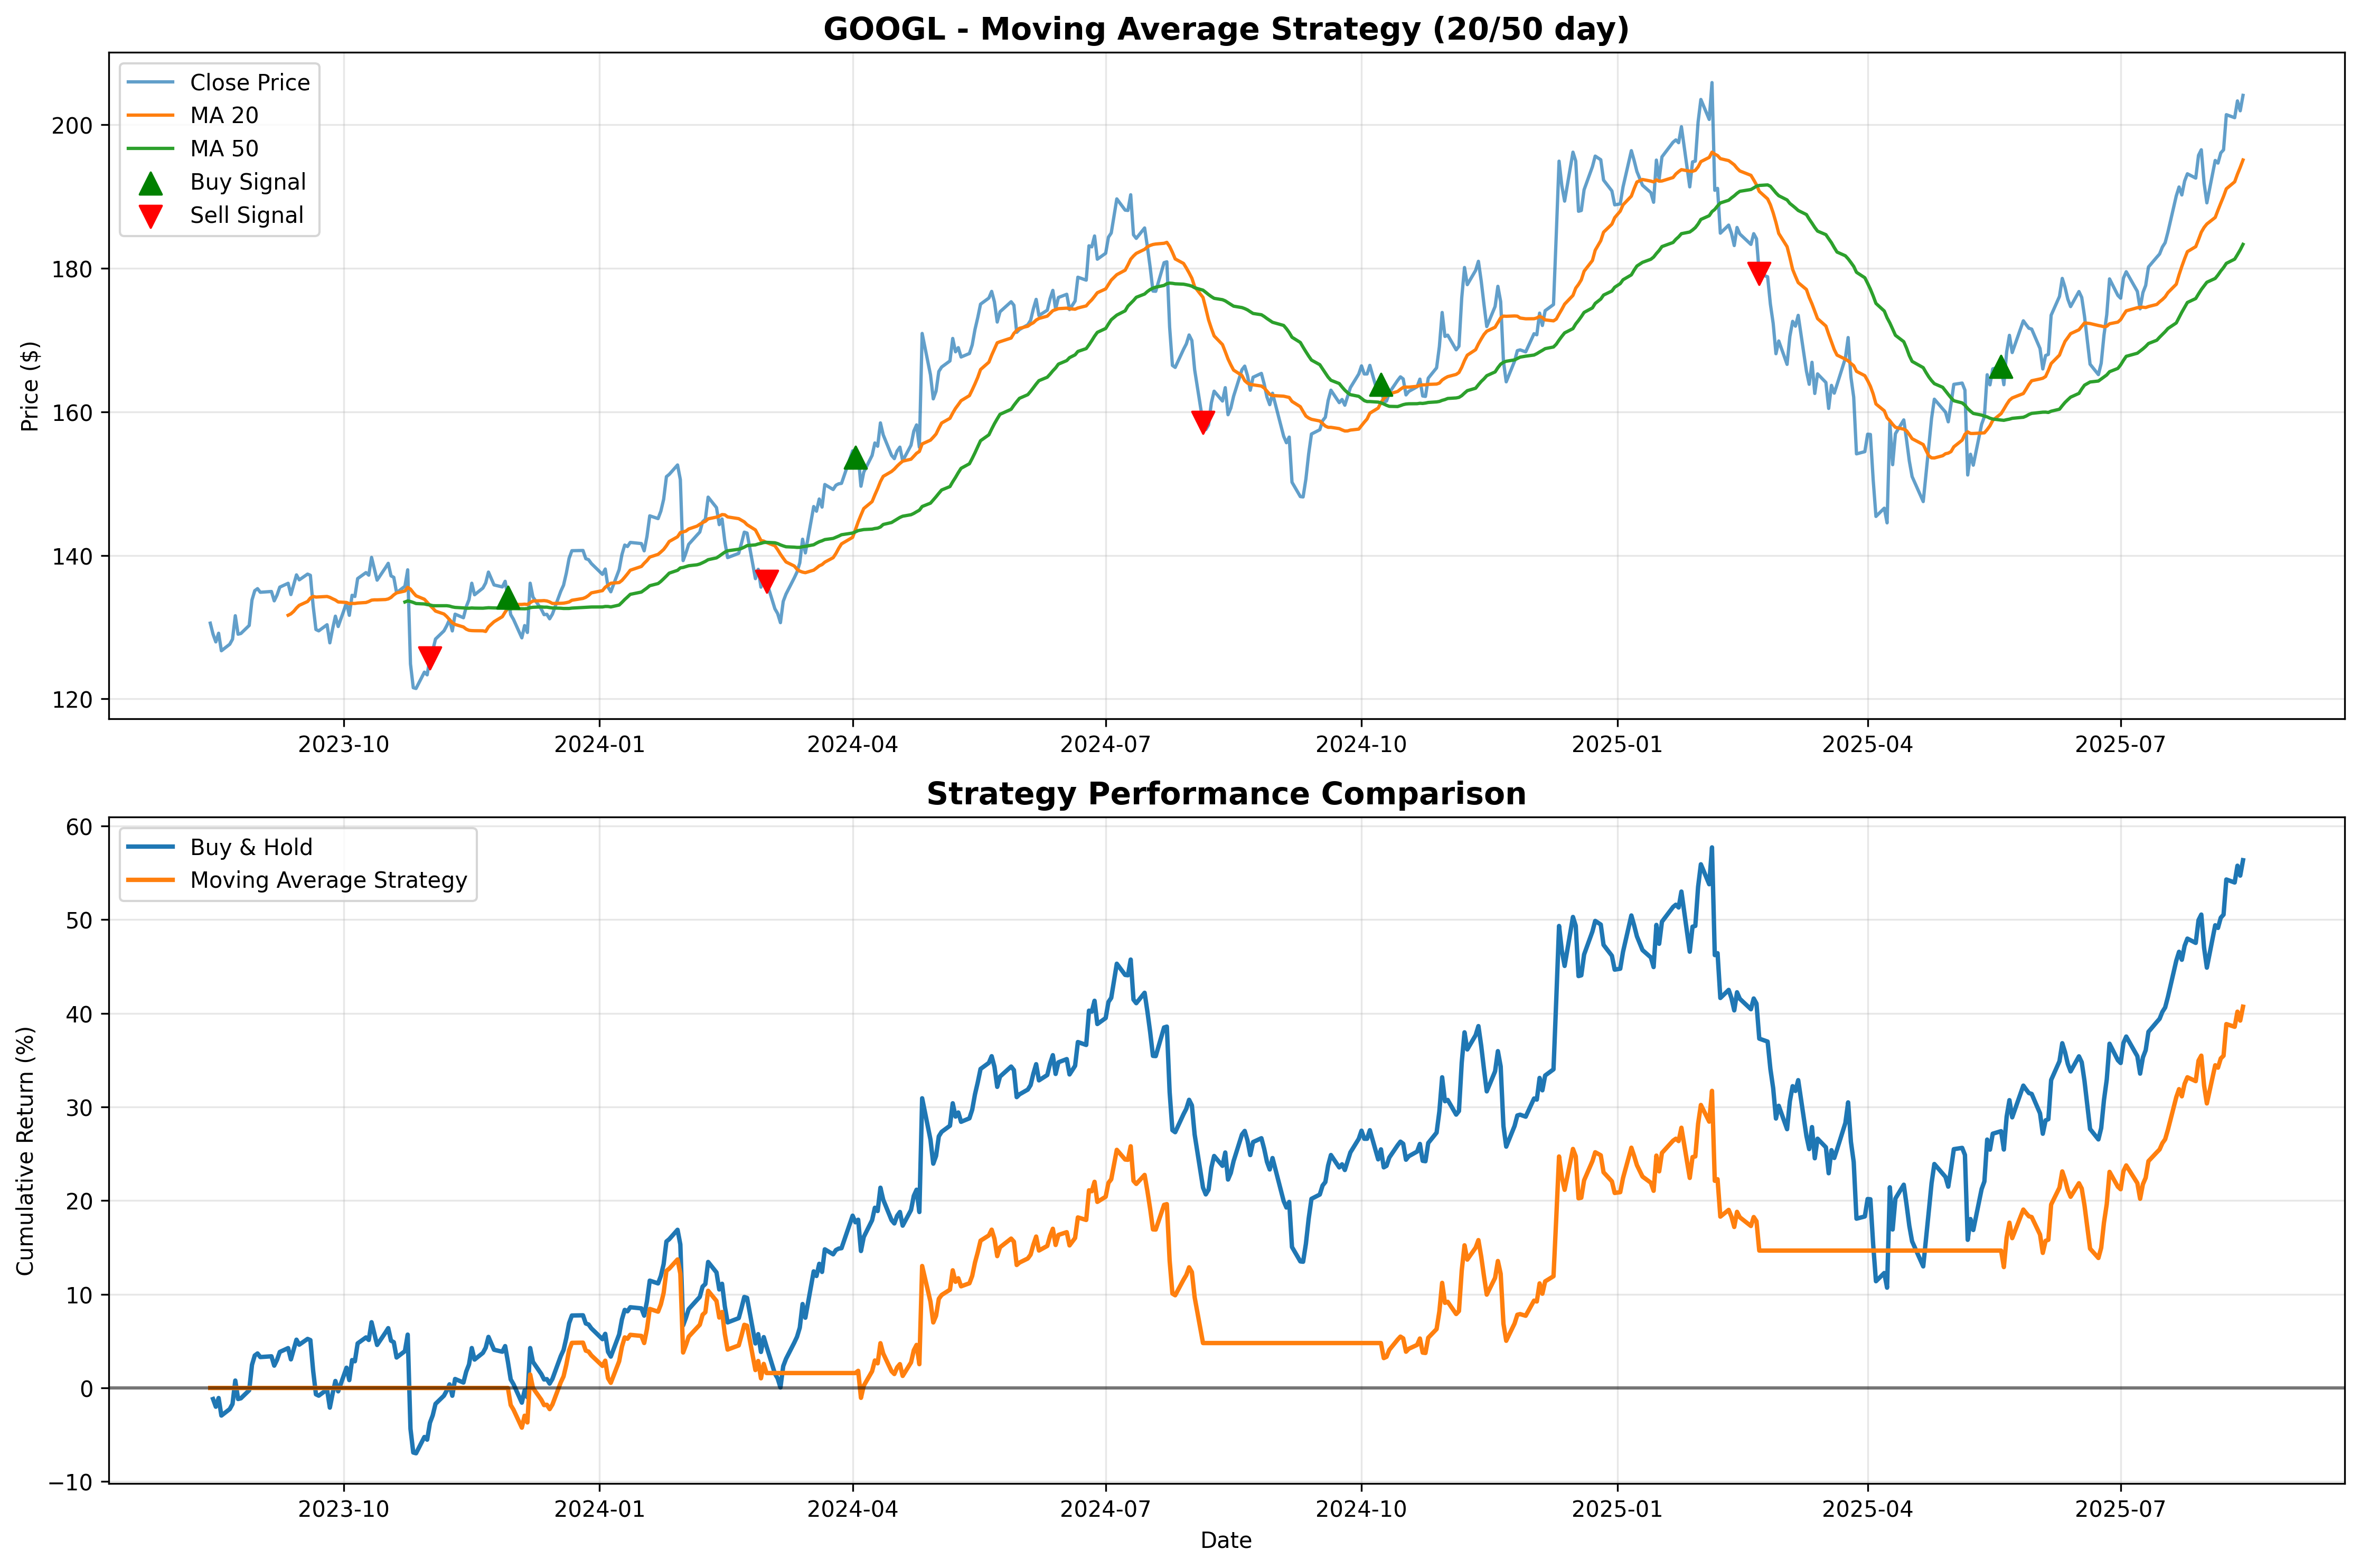 GOOGL - Moving Average Strategy (20/50 day)
Close Price
MA 20
MA 50
Buy Signal
Sell Signal
Price ($)
200
180
160
140
120
2023-10 2024-01 2024-04 2024-07 2024-10 2025-01 2025-04 2025-07
Strategy Performance Comparison
Buy & Hold
Moving Average Strategy
Cumulative Return (%)
60
50
40
30
20
10
0
−10
2023-10 2024-01 2024-04 2024-07 2024-10 2025-01 2025-04 2025-07
Date